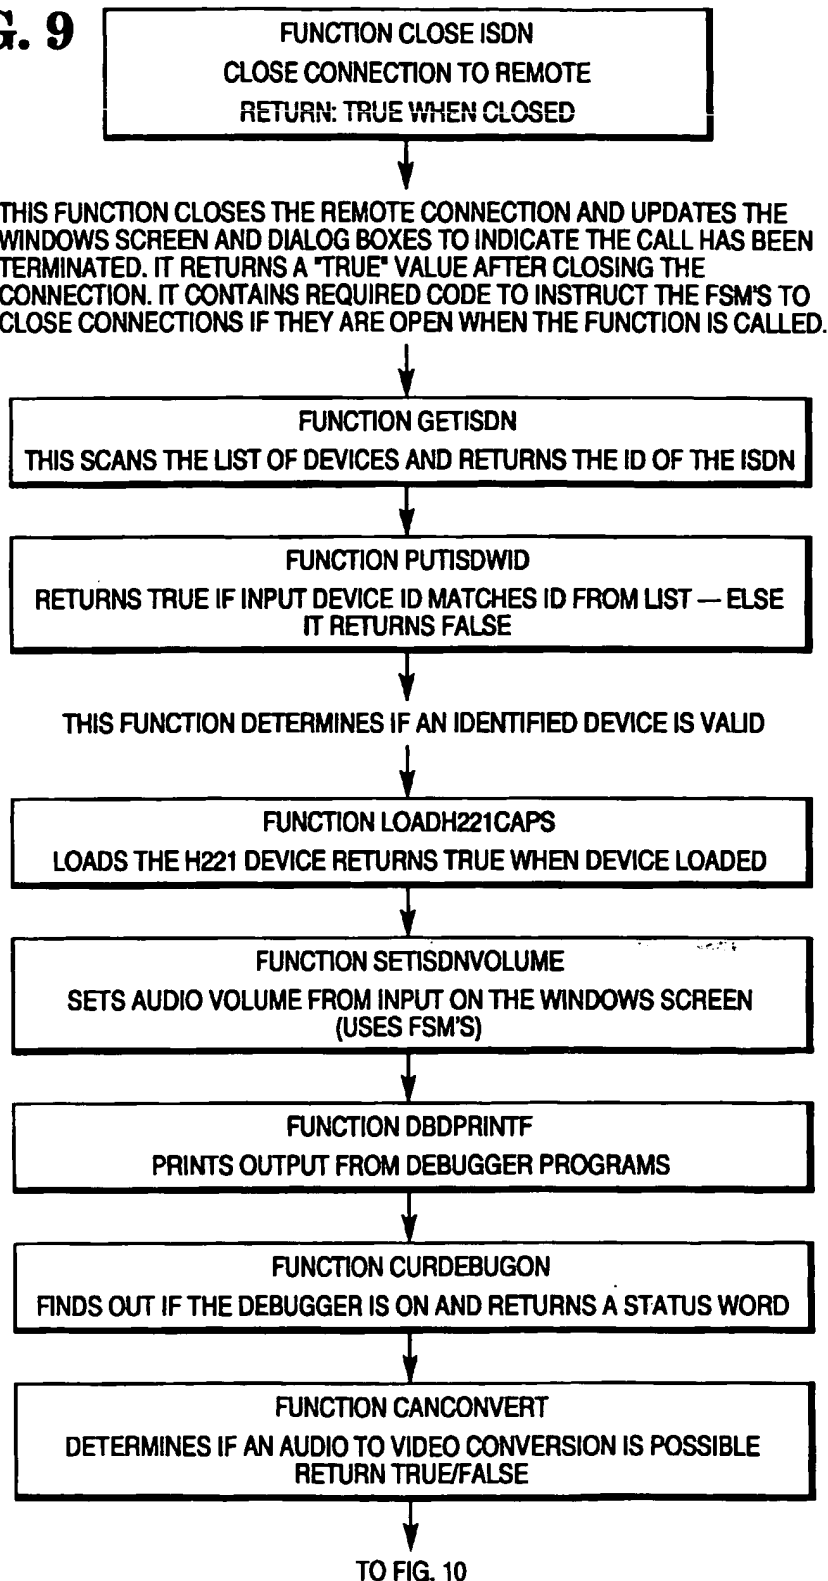 G. 9
FUNCTION CLOSE ISDN
CLOSE CONNECTION TO REMOTE
RETURN: TRUE WHEN CLOSED
THIS FUNCTION CLOSES THE REMOTE CONNECTION AND UPDATES THE
WINDOWS SCREEN AND DIALOG BOXES TO INDICATE THE CALL HAS BEEN
TERMINATED. IT RETURNS A "TRUE" VALUE AFTER CLOSING THE
CONNECTION. IT CONTAINS REQUIRED CODE TO INSTRUCT THE FSM'S TO
CLOSE CONNECTIONS IF THEY ARE OPEN WHEN THE FUNCTION IS CALLED.
FUNCTION GETISDN
THIS SCANS THE LIST OF DEVICES AND RETURNS THE ID OF THE ISDN
FUNCTION PUTISDWID
RETURNS TRUE IF INPUT DEVICE ID MATCHES ID FROM LIST — ELSE
IT RETURNS FALSE
THIS FUNCTION DETERMINES IF AN IDENTIFIED DEVICE IS VALID
FUNCTION LOADH221CAPS
LOADS THE H221 DEVICE RETURNS TRUE WHEN DEVICE LOADED
FUNCTION SETISDNVOLUME
SETS AUDIO VOLUME FROM INPUT ON THE WINDOWS SCREEN
(USES FSM'S)
FUNCTION DBDPRINTF
PRINTS OUTPUT FROM DEBUGGER PROGRAMS
FUNCTION CURDEBUGON
FINDS OUT IF THE DEBUGGER IS ON AND RETURNS A STATUS WORD
FUNCTION CANCONVERT
DETERMINES IF AN AUDIO TO VIDEO CONVERSION IS POSSIBLE
RETURN TRUE/FALSE
TO FIG. 10